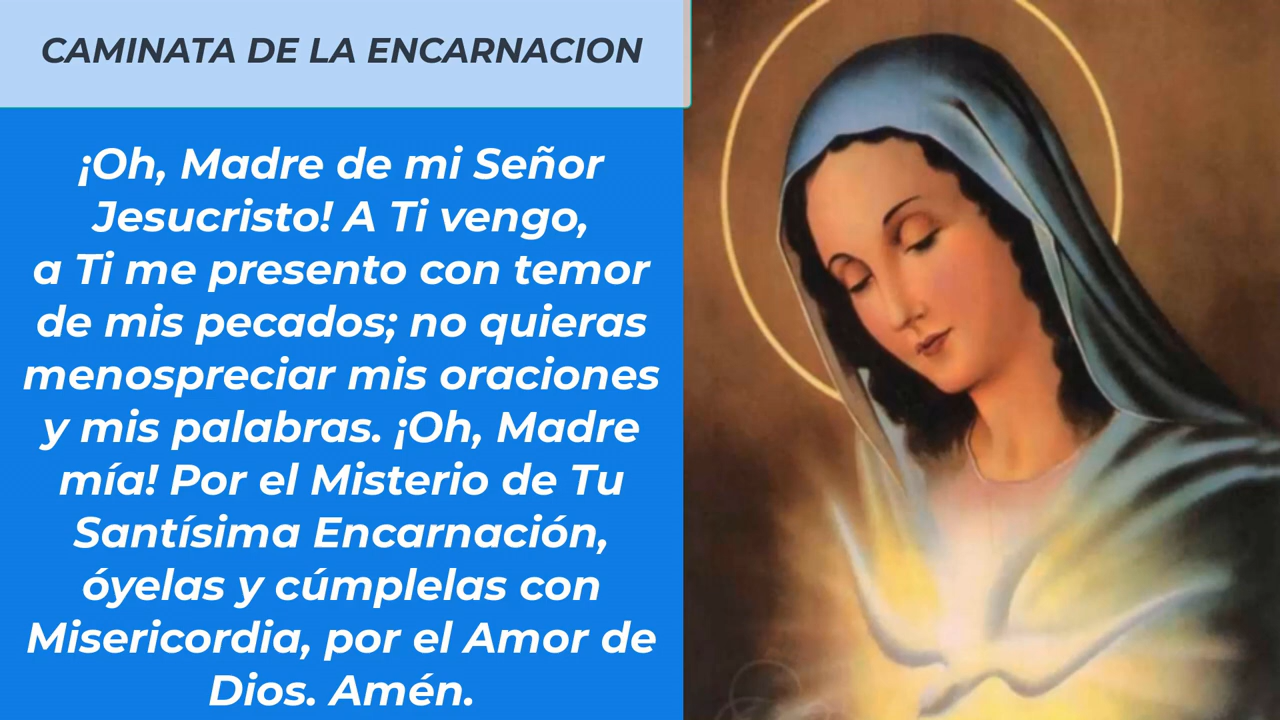 CAMINATA DE LA ENCARNACION
¡Oh, Madre de mi Señor
Jesucristo! A Ti vengo,
a Ti me presento con temor
de mis pecados; no quieras
menospreciar mis oraciones
y mis palabras. ¡Oh, Madre
mía! Por el Misterio de Tu
Santísima Encarnación,
óyelas y cúmplelas con
Misericordia, por el Amor de
Dios. Amén.